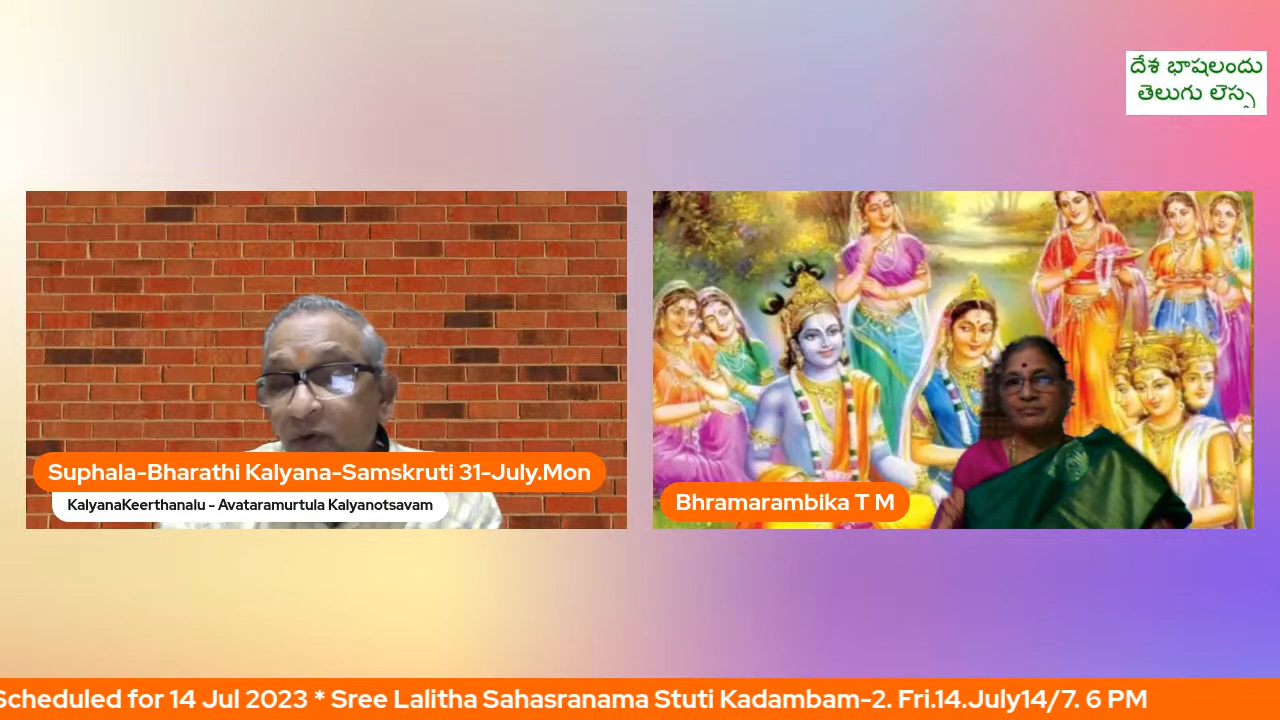 దేశ భాషలందు
తెలుగు లెస్స
Suphala-Bharathi Kalyana-Samskruti 31-July.Mon
KalyanaKeerthanalu - Avataramurtula Kalyanotsavam
Bhramarambika T M
Scheduled for 14 Jul 2023 * Sree Lalitha Sahasranama Stuti Kadambam-2. Fri.14.July14/7. 6 PM